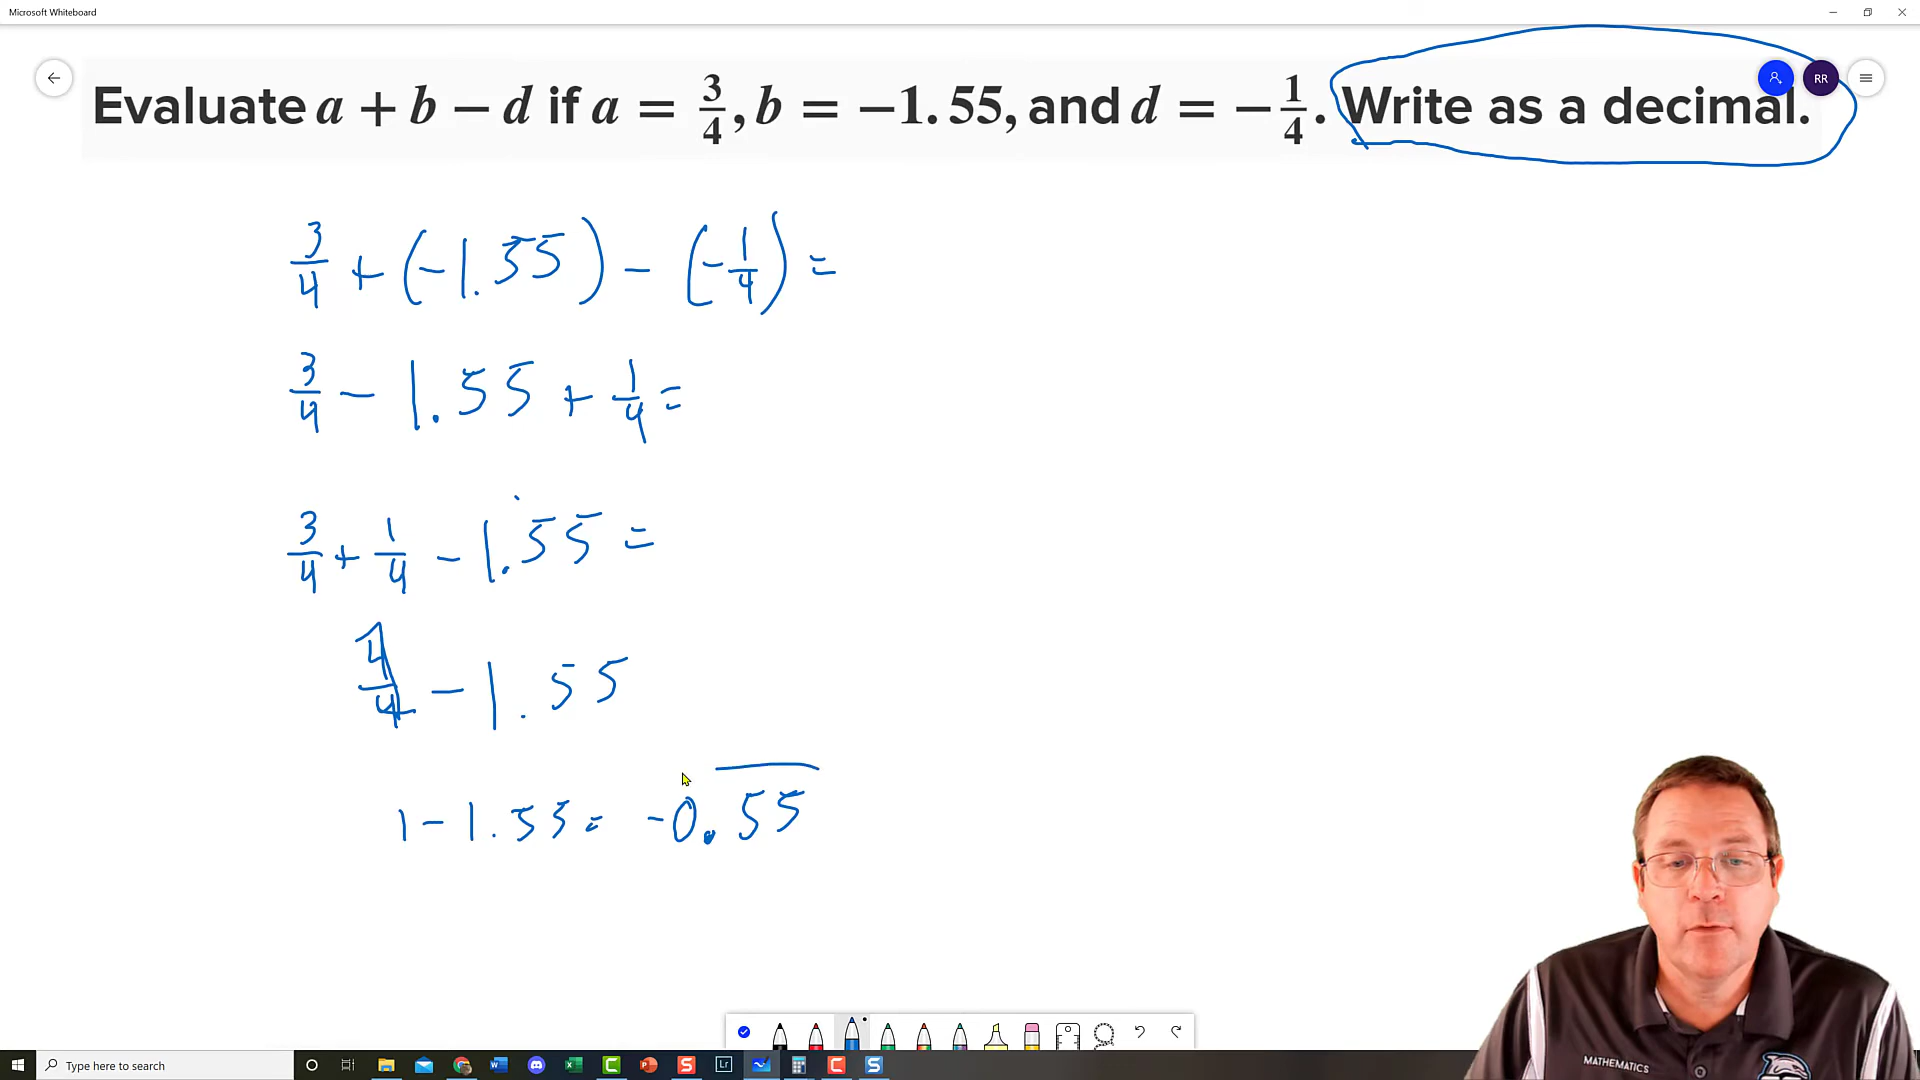 Microsoft Whiteboard
Evaluate a + b − d if a = 3/4, b = −1.55, and d = −1/4. Write as a decimal.
RR
3/4 + (-1.55) - (-1/4) =
3/4 - 1.55 + 1/4 =
3/4 + 1/4 - 1.55 =
4/4 - 1.55
1 - 1.55 = -0.55
MATHEMATICS
Type here to search